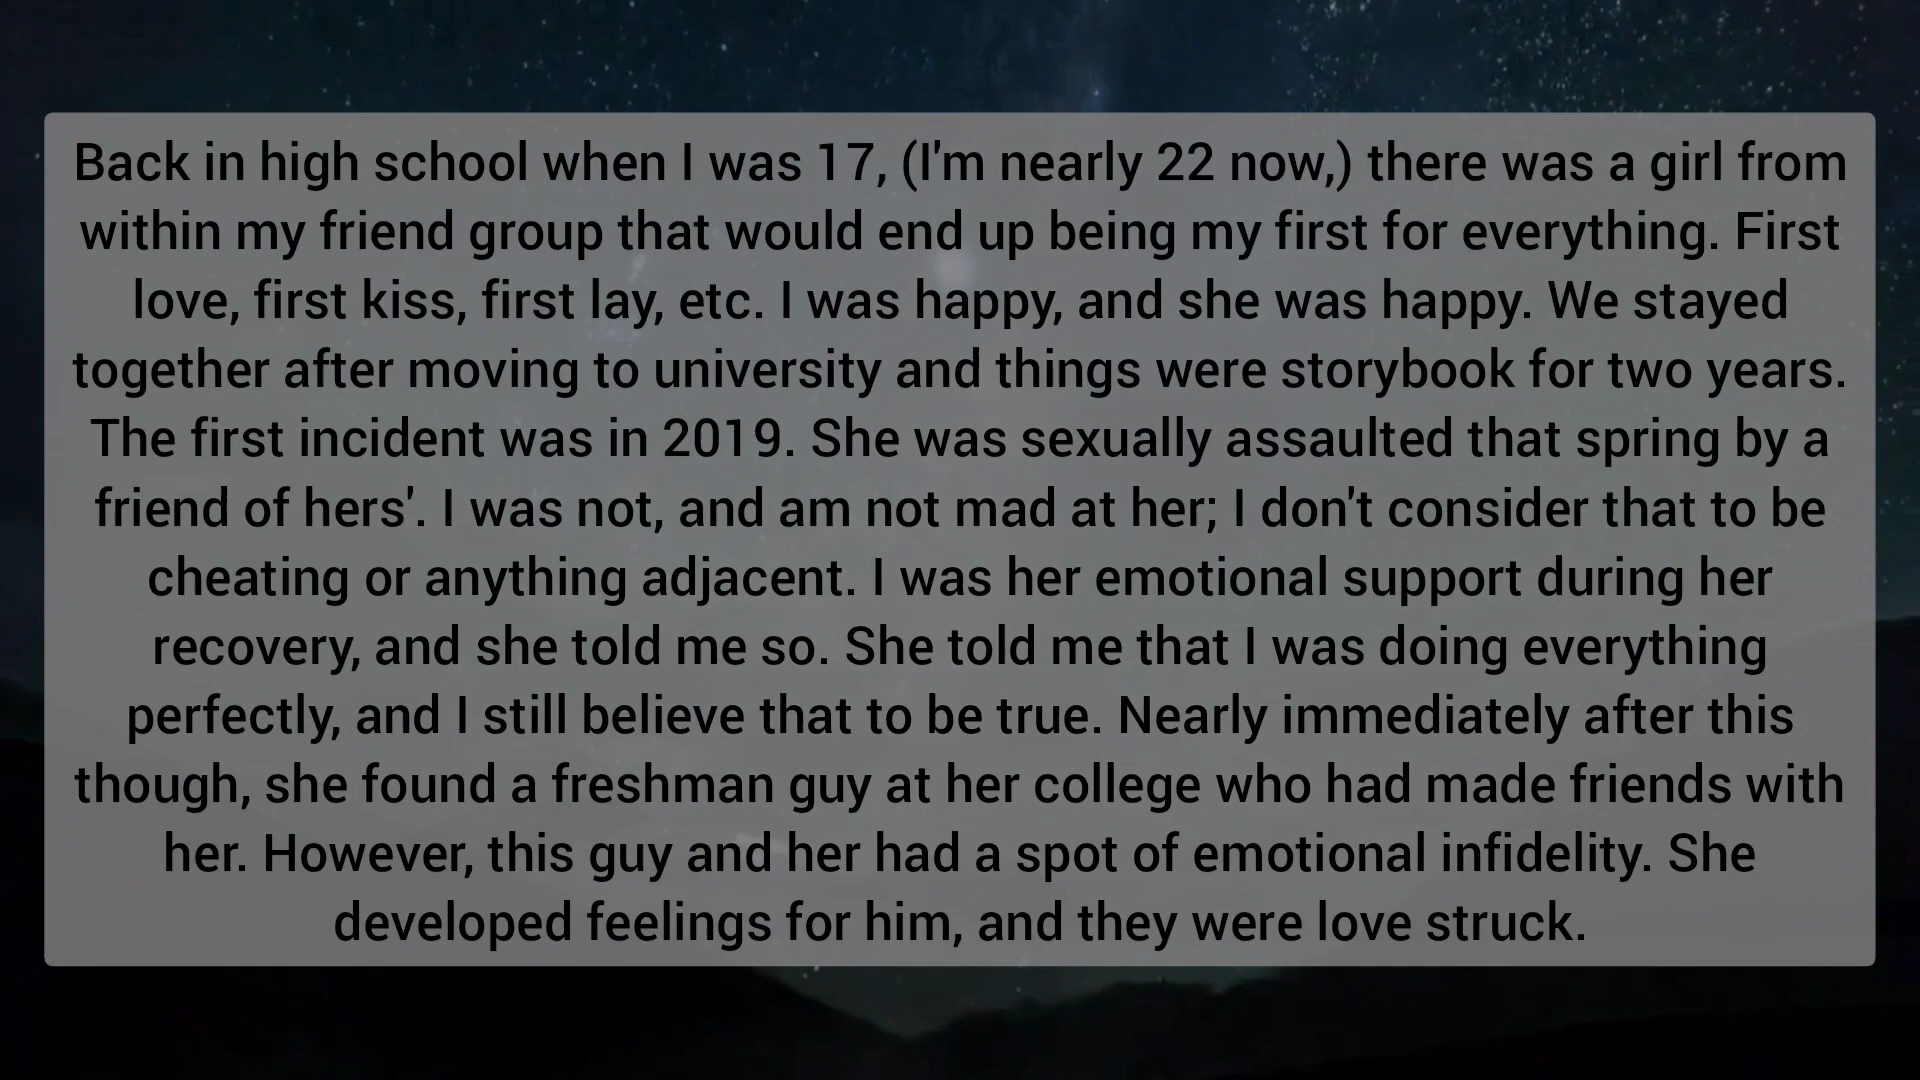 Back in high school when I was 17, (I'm nearly 22 now,) there was a girl from
within my friend group that would end up being my first for everything. First
love, first kiss, first lay, etc. I was happy, and she was happy. We stayed
together after moving to university and things were storybook for two years.
The first incident was in 2019. She was sexually assaulted that spring by a
friend of hers'. I was not, and am not mad at her; I don't consider that to be
cheating or anything adjacent. I was her emotional support during her
recovery, and she told me so. She told me that I was doing everything
perfectly, and I still believe that to be true. Nearly immediately after this
though, she found a freshman guy at her college who had made friends with
her. However, this guy and her had a spot of emotional infidelity. She
developed feelings for him, and they were love struck.